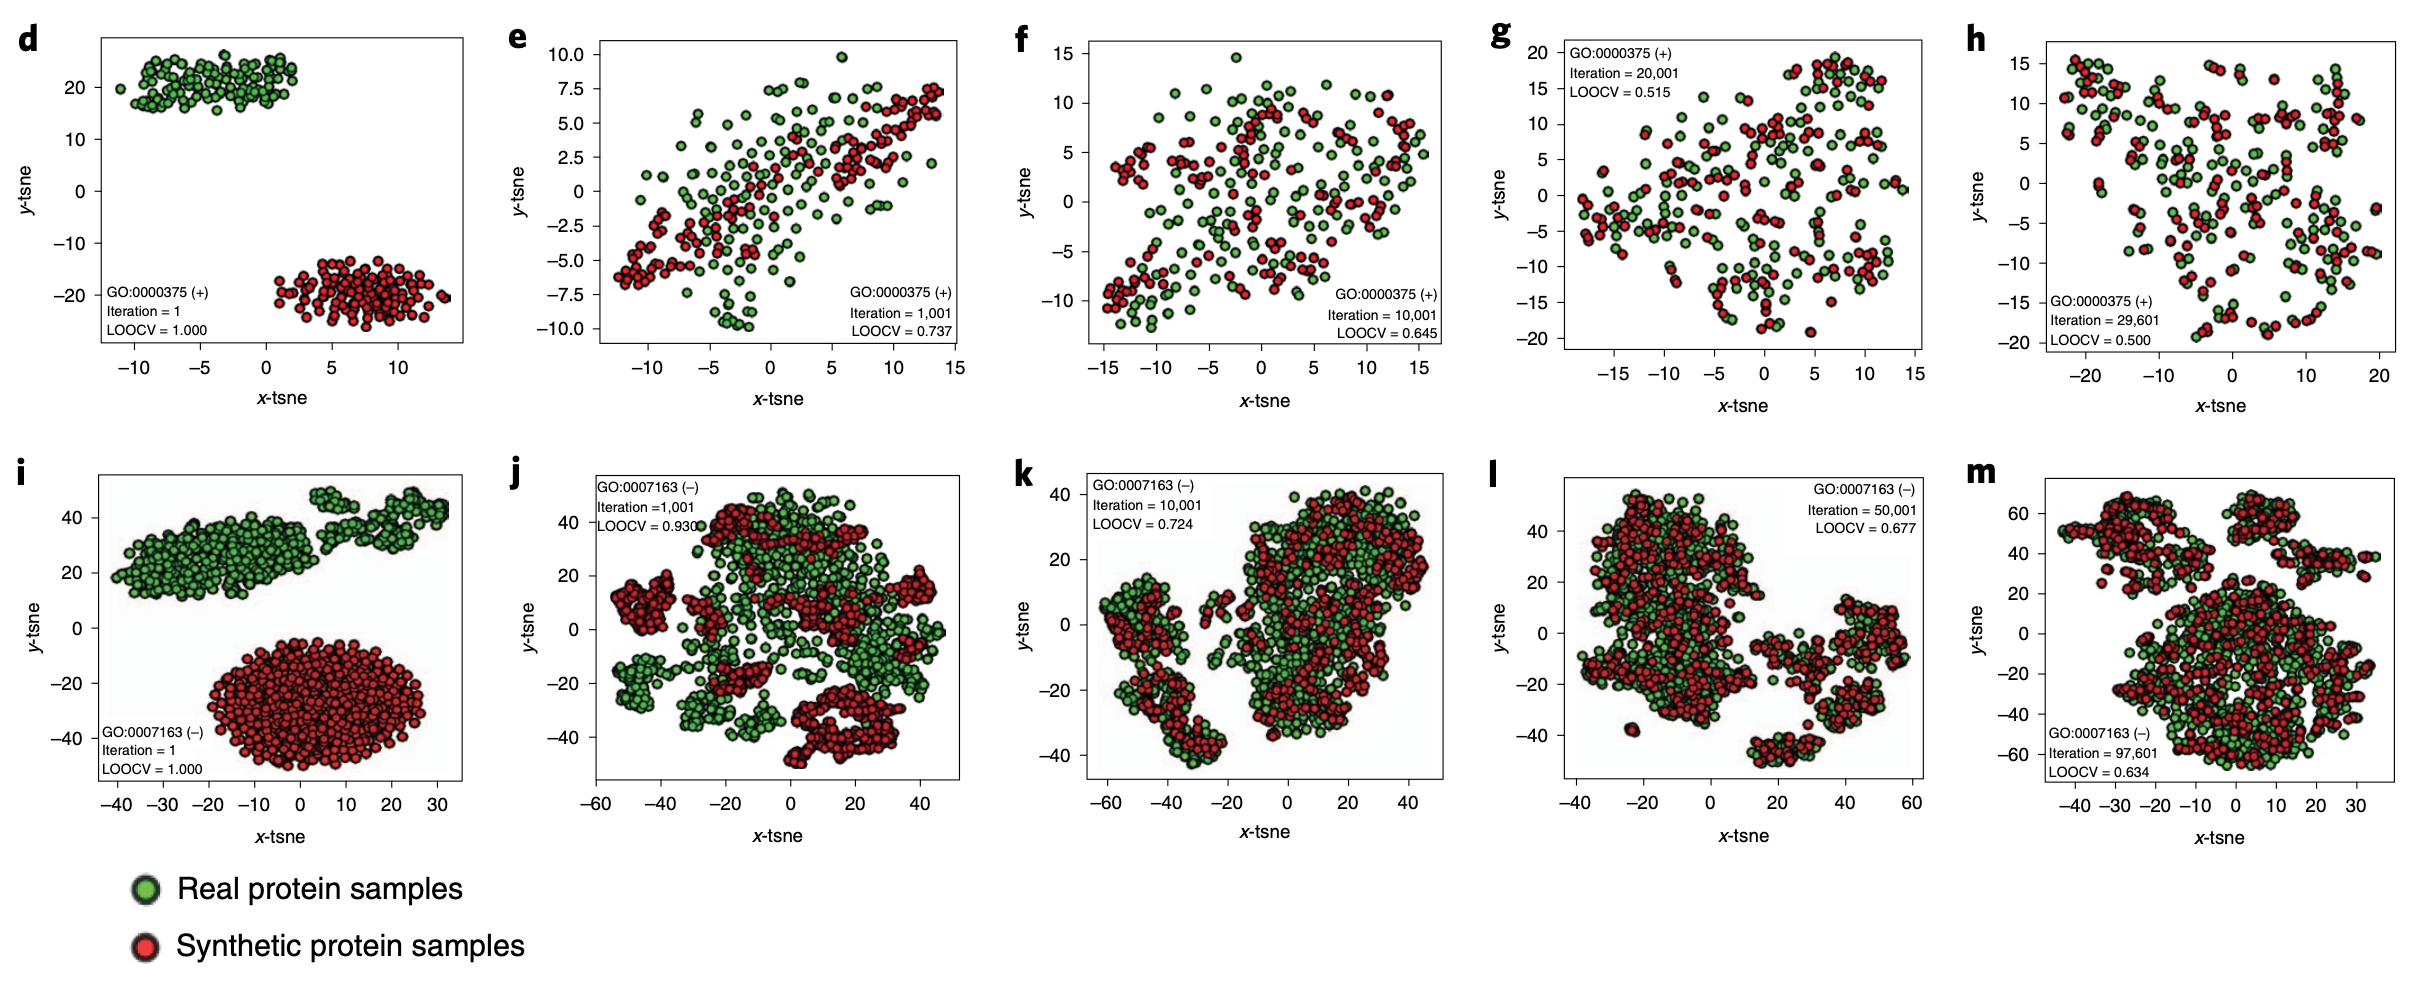 d
20
10
0
–10
–20
y-tsne
GO:0000375 (+)
Iteration = 1
LOOCV = 1.000
–10 –5 0 5 10
x-tsne
e
10.0
7.5
5.0
2.5
0
–2.5
–5.0
–7.5
–10.0
y-tsne
GO:0000375 (+)
Iteration = 1,001
LOOCV = 0.737
–10 –5 0 5 10 15
x-tsne
f
15
10
5
0
–5
–10
y-tsne
GO:0000375 (+)
Iteration = 10,001
LOOCV = 0.645
–15 –10 –5 0 5 10 15
x-tsne
g
20
15
10
5
0
–5
–10
–15
–20
y-tsne
GO:0000375 (+)
Iteration = 20,001
LOOCV = 0.515
–15 –10 –5 0 5 10 15
x-tsne
h
15
10
5
0
–5
–10
–15
–20
y-tsne
GO:0000375 (+)
Iteration = 29,601
LOOCV = 0.500
–20 –10 0 10 20
x-tsne
i
40
20
0
–20
–40
y-tsne
GO:0007163 (–)
Iteration = 1
LOOCV = 1.000
–40 –30 –20 –10 0 10 20 30
x-tsne
j
40
20
0
–20
–40
y-tsne
GO:0007163 (–)
Iteration =1,001
LOOCV = 0.930
–60 –40 –20 0 20 40
x-tsne
k
40
20
0
–20
–40
y-tsne
GO:0007163 (–)
Iteration = 10,001
LOOCV = 0.724
–60 –40 –20 0 20 40
x-tsne
l
40
20
0
–20
–40
y-tsne
GO:0007163 (–)
Iteration = 50,001
LOOCV = 0.677
–40 –20 0 20 40 60
x-tsne
m
60
40
20
0
–20
–40
–60
y-tsne
GO:0007163 (–)
Iteration = 97,601
LOOCV = 0.634
–40 –30 –20 –10 0 10 20 30
x-tsne
Real protein samples
Synthetic protein samples